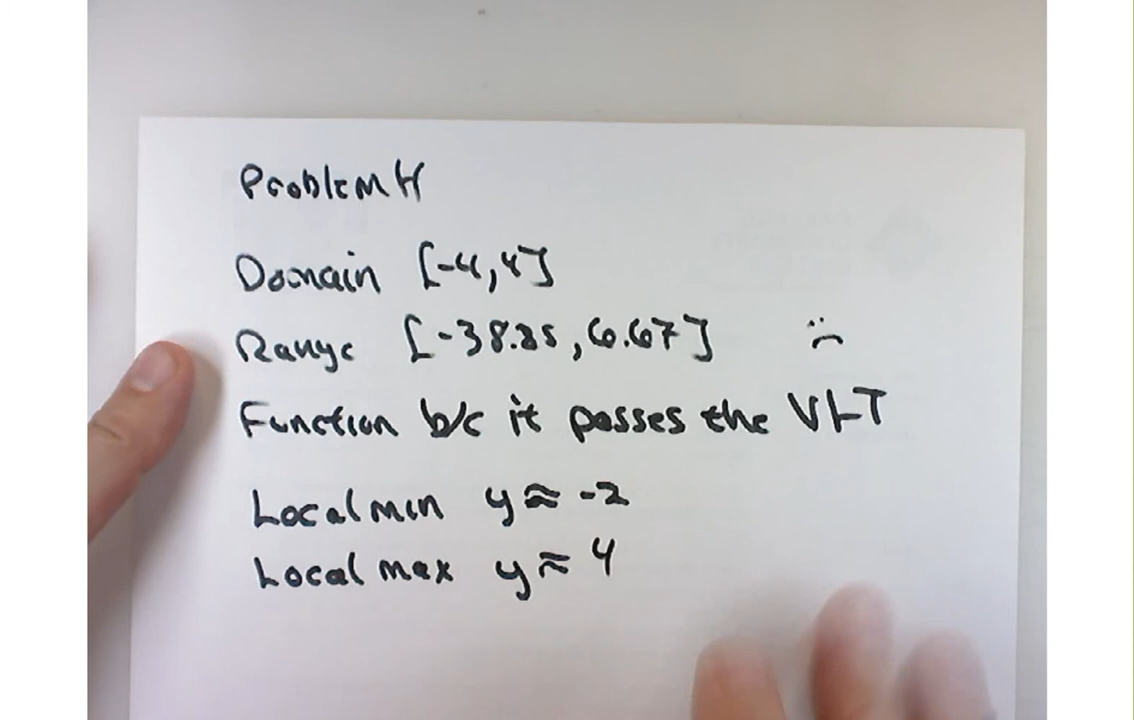 Problem H
Domain [-4,4]
Range [-38.85,6.67]
Function b/c it passes the VLT
Local min y ≈ -2
Local max y ≈ 4